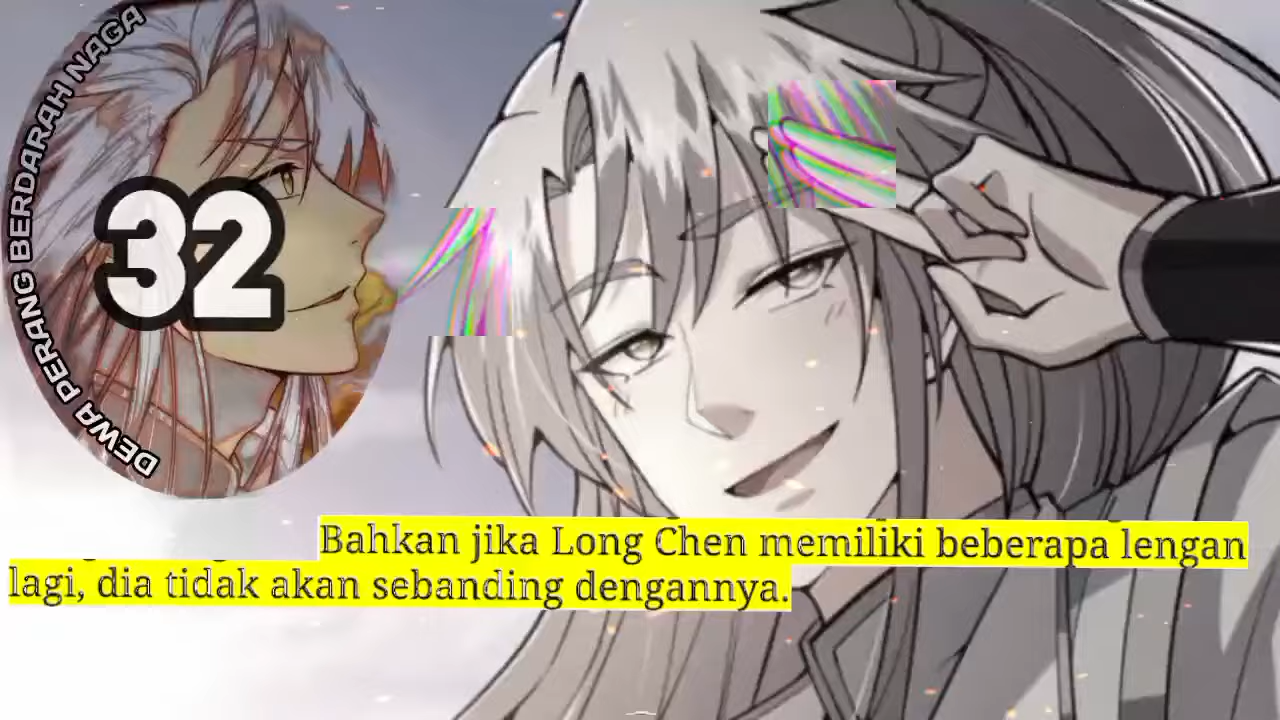 DEWA PERANG BERDARAH NAGA
32
Bahkan jika Long Chen memiliki beberapa lengan
lagi, dia tidak akan sebanding dengannya.